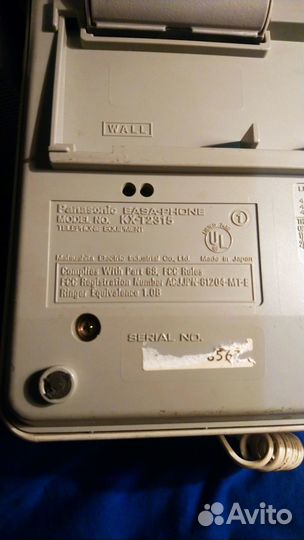 WALL
Panasonic EASA-PHONE
MODEL NO. KX-T2315
TELEPHONE EQUIPMENT
UL
Matsushita Electric Industrial Co., Ltd. Made in Japan
Complies With Part 68, FCC Rules
FCC Registration Number ACJJPN-61204-MT-E
Ringer Equivalence 1.0B
SERIAL NO.
Avito